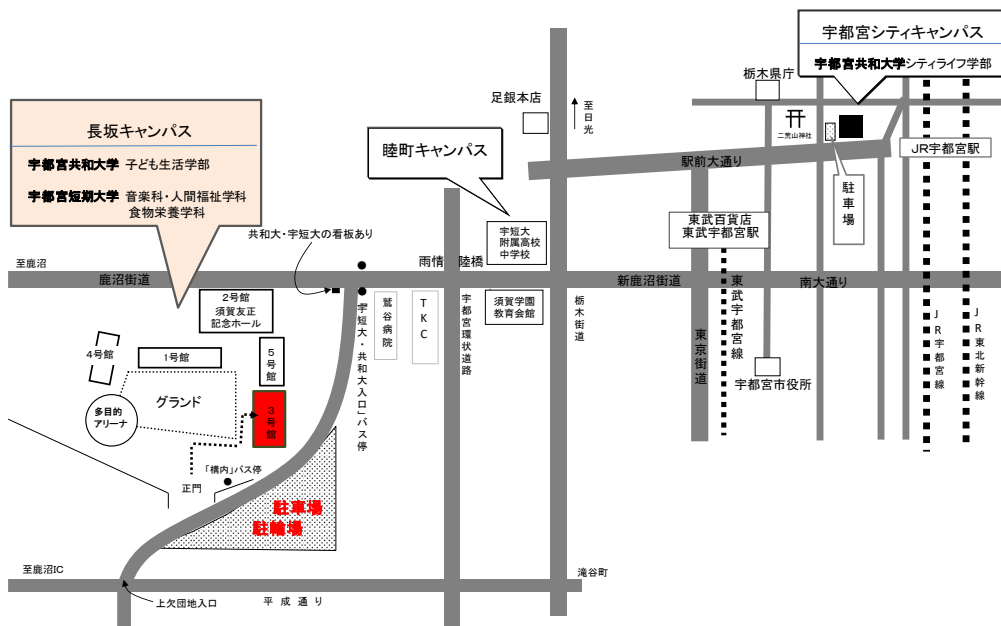 宇都宮シティキャンパス
宇都宮共和大学シティライフ学部
栃木県庁
足銀本店
至日光
二荒山神社
長坂キャンパス
宇都宮共和大学 子ども生活学部
宇都宮短期大学 音楽科・人間福祉学科
食物栄養学科
睦町キャンパス
駅前大通り
JR宇都宮駅
駐車場
宇短大
附属高校
中学校
東武百貨店
東武宇都宮駅
共和大・宇短大の看板あり
至鹿沼
鹿沼街道
雨情 陸橋
新鹿沼街道
南大通り
2号館
須賀友正
記念ホール
鷲谷病院
TKC
宇都宮環状道路
須賀学園
教育会館
栃木街道
東京街道
東武宇都宮線
JR宇都宮線
JR東北新幹線
「宇短大・共和大入口」バス停
4号館
1号館
5号館
宇都宮市役所
グランド
3号館
多目的
アリーナ
「構内」バス停
正門
駐車場
駐輪場
至鹿沼IC
滝谷町
上欠団地入口
平成通り